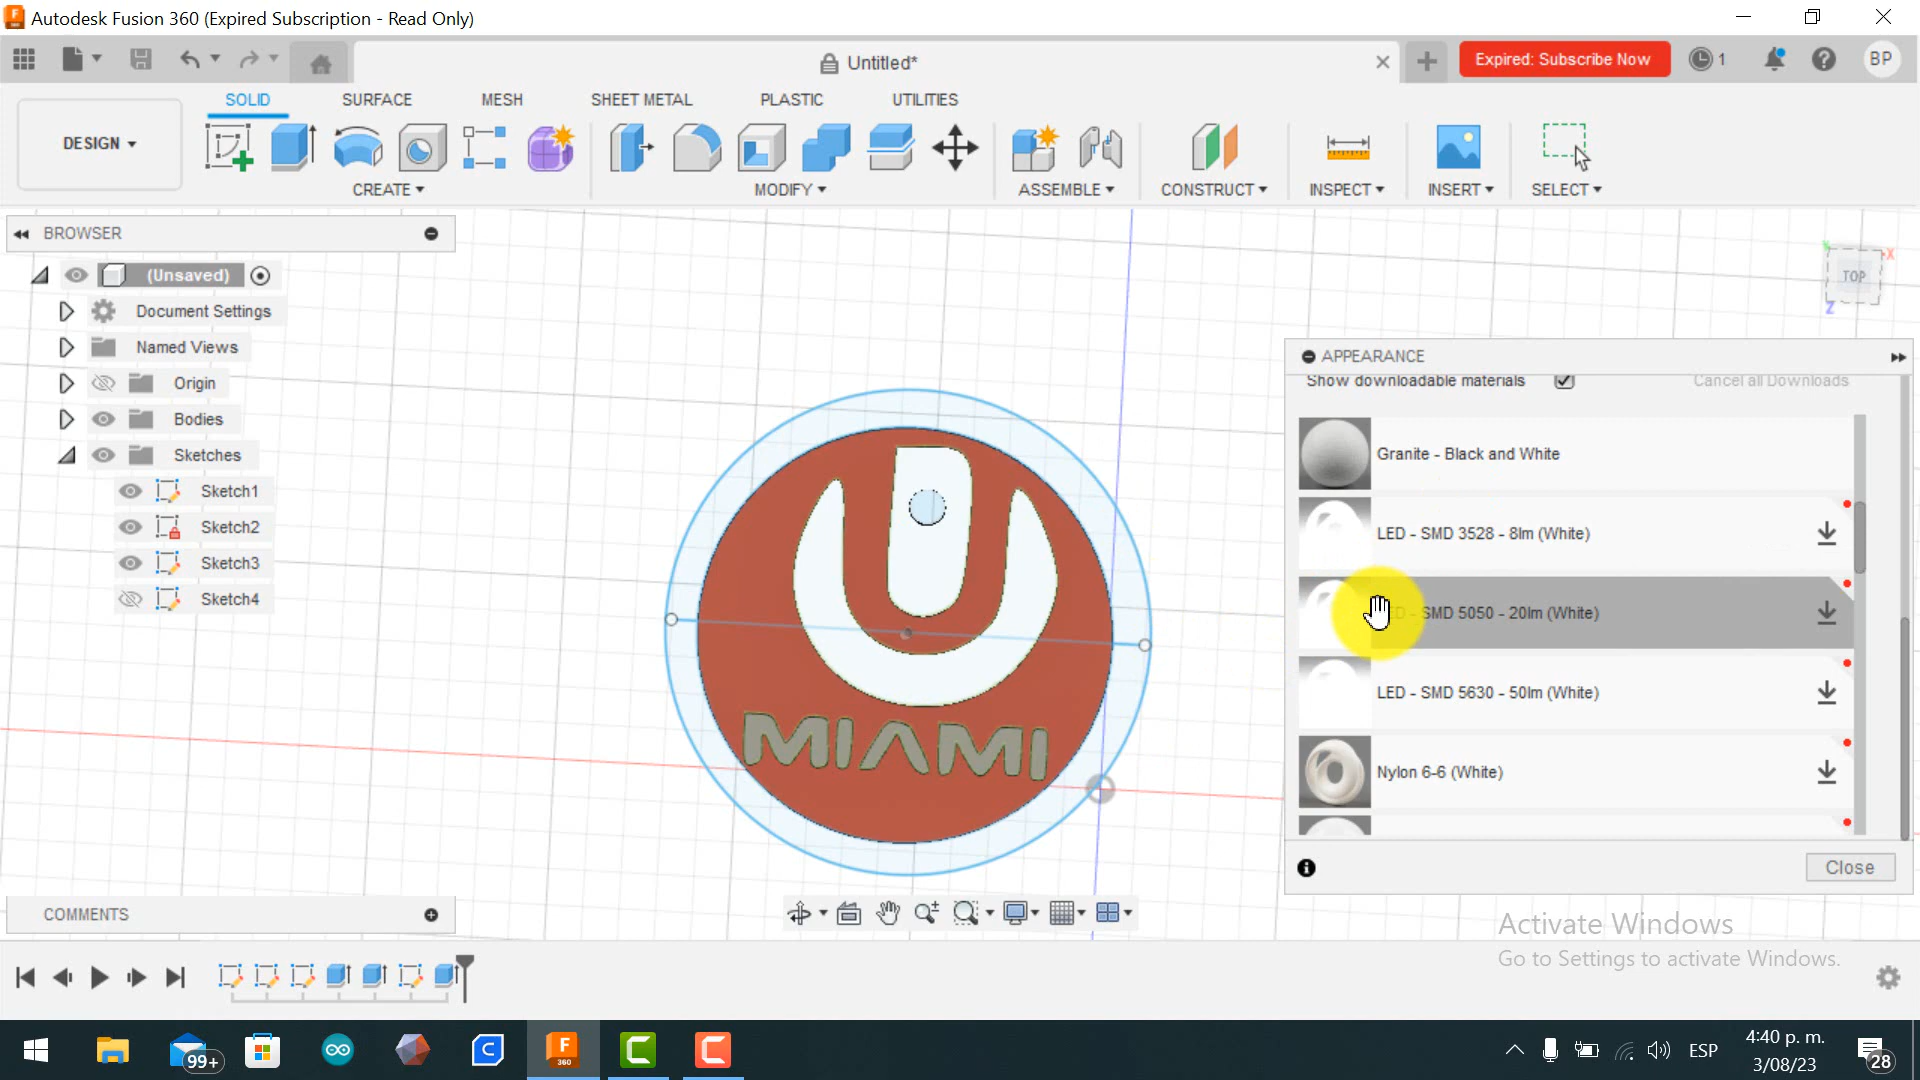 Autodesk Fusion 360 (Expired Subscription - Read Only)
Untitled*
Expired: Subscribe Now
1
BP
DESIGN
SOLID
SURFACE
MESH
SHEET METAL
PLASTIC
UTILITIES
CREATE
MODIFY
ASSEMBLE
CONSTRUCT
INSPECT
INSERT
SELECT
BROWSER
(Unsaved)
Document Settings
Named Views
Origin
Bodies
Sketches
Sketch1
Sketch2
Sketch3
Sketch4
TOP
X
Z
MIAMI
APPEARANCE
Show downloadable materials
Cancel all Downloads
Granite - Black and White
LED - SMD 3528 - 8lm (White)
LED - SMD 5050 - 20lm (White)
LED - SMD 5630 - 50lm (White)
Nylon 6-6 (White)
Close
COMMENTS
Activate Windows
Go to Settings to activate Windows.
99+
F
360
ESP
4:40 p. m.
3/08/23
28